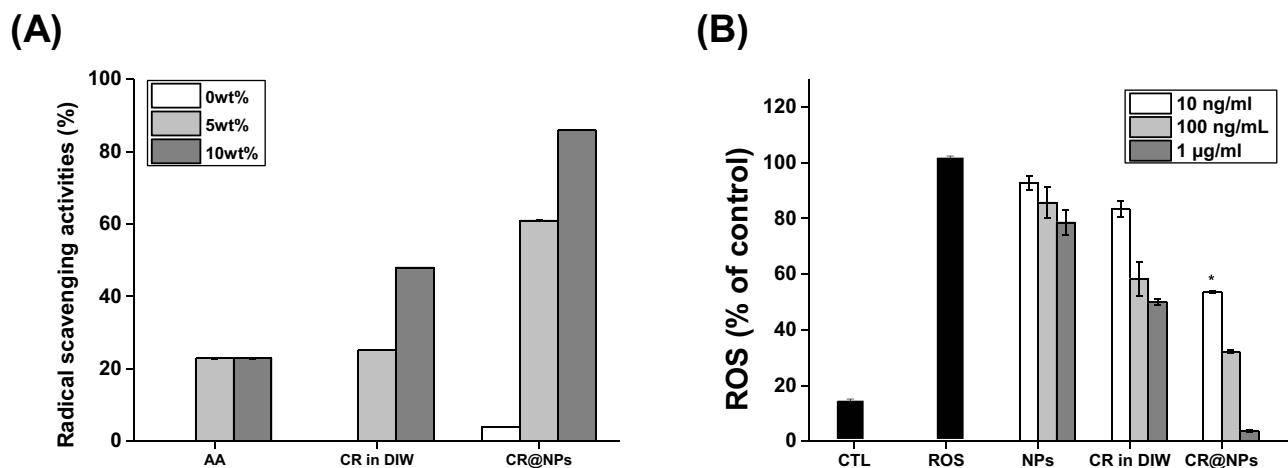 (A)
Radical scavenging activities (%)
100
80
60
40
20
0
0wt%
5wt%
10wt%
AA
CR in DIW
CR@NPs
(B)
ROS (% of control)
120
100
80
60
40
20
0
10 ng/ml
100 ng/mL
1 µg/ml
*
CTL
ROS
NPs
CR in DIW
CR@NPs